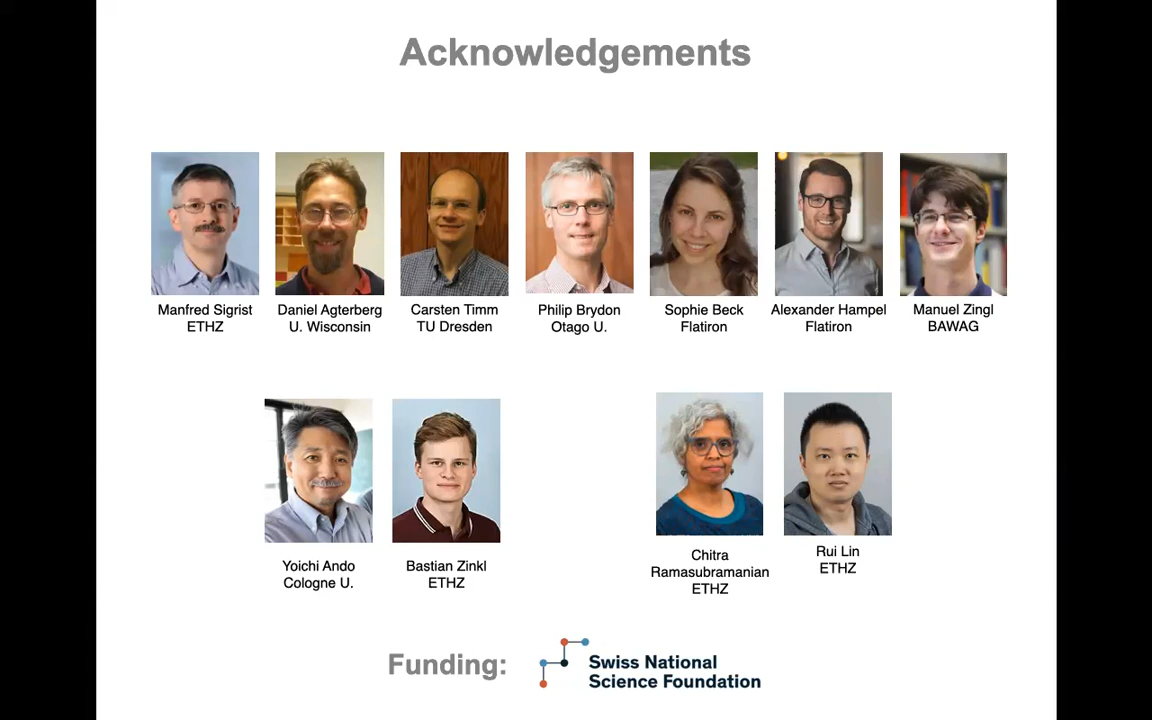 Acknowledgements
Manfred Sigrist
ETHZ
Daniel Agterberg
U. Wisconsin
Carsten Timm
TU Dresden
Philip Brydon
Otago U.
Sophie Beck
Flatiron
Alexander Hampel
Flatiron
Manuel Zingl
BAWAG
Yoichi Ando
Cologne U.
Bastian Zinkl
ETHZ
Chitra
Ramasubramanian
ETHZ
Rui Lin
ETHZ
Funding:
Swiss National
Science Foundation